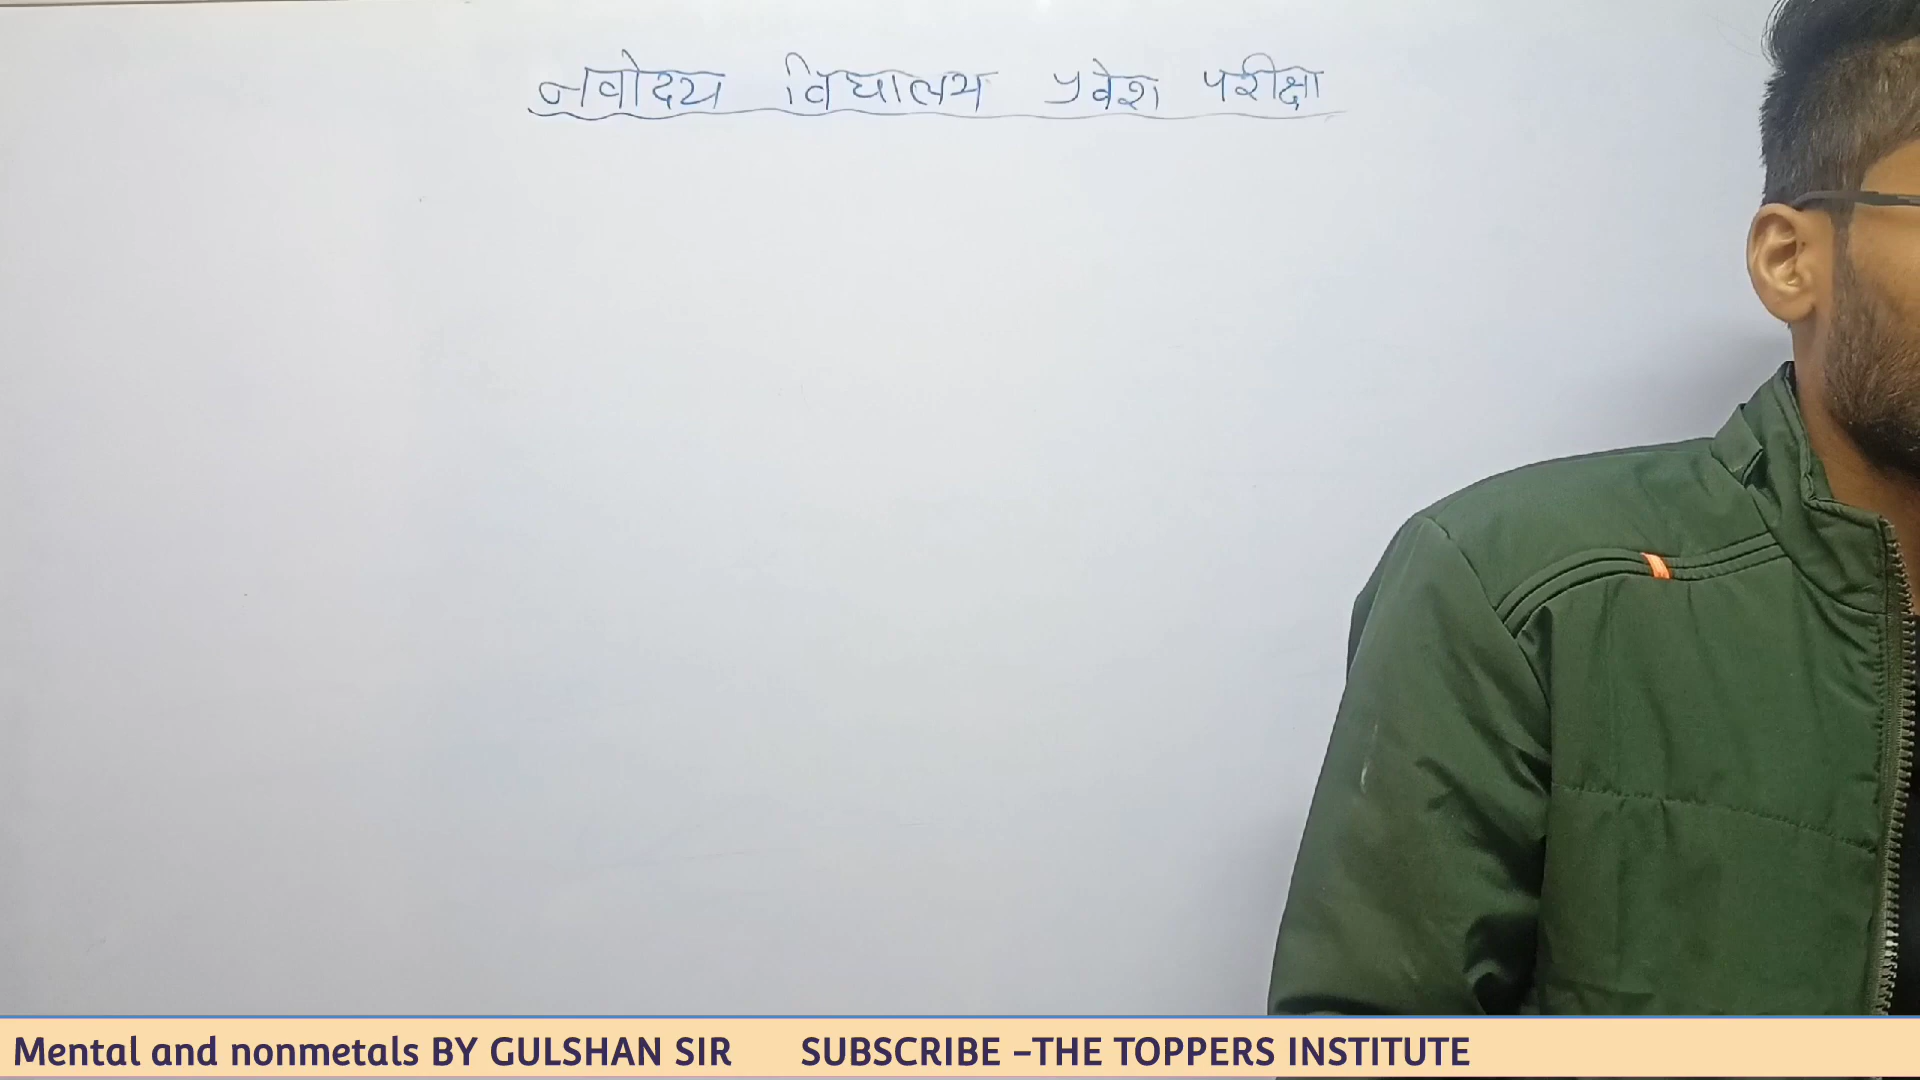 नवोदय विद्यालय प्रवेश परीक्षा
Mental and nonmetals BY GULSHAN SIR SUBSCRIBE –THE TOPPERS INSTITUTE